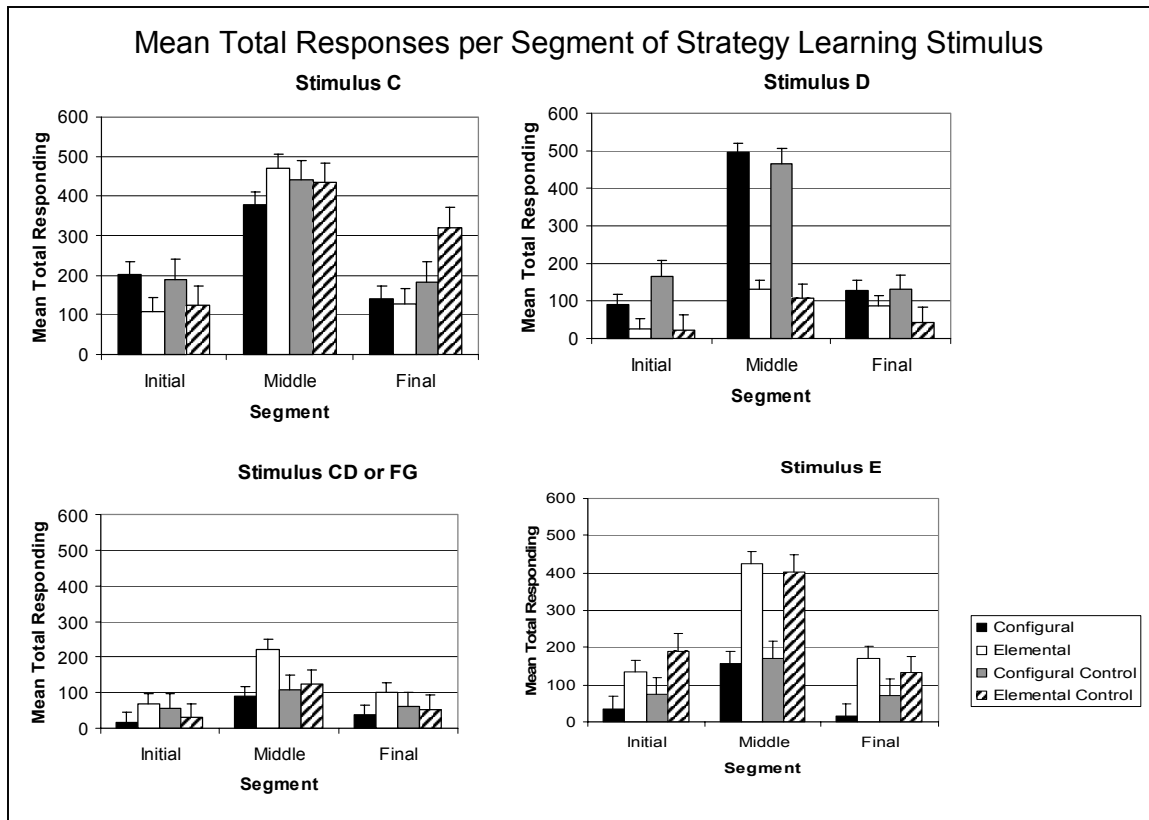 Mean Total Responses per Segment of Strategy Learning Stimulus
Stimulus C
600
500
400
300
200
100
0
Mean Total Responding
Initial Middle Final
Segment
Stimulus D
600
500
400
300
200
100
0
Mean Total Responding
Initial Middle Final
Segment
Stimulus CD or FG
600
500
400
300
200
100
0
Mean Total Responding
Initial Middle Final
Segment
Stimulus E
600
500
400
300
200
100
0
Mean Total Responding
Initial Middle Final
Segment
Configural
Elemental
Configural Control
Elemental Control